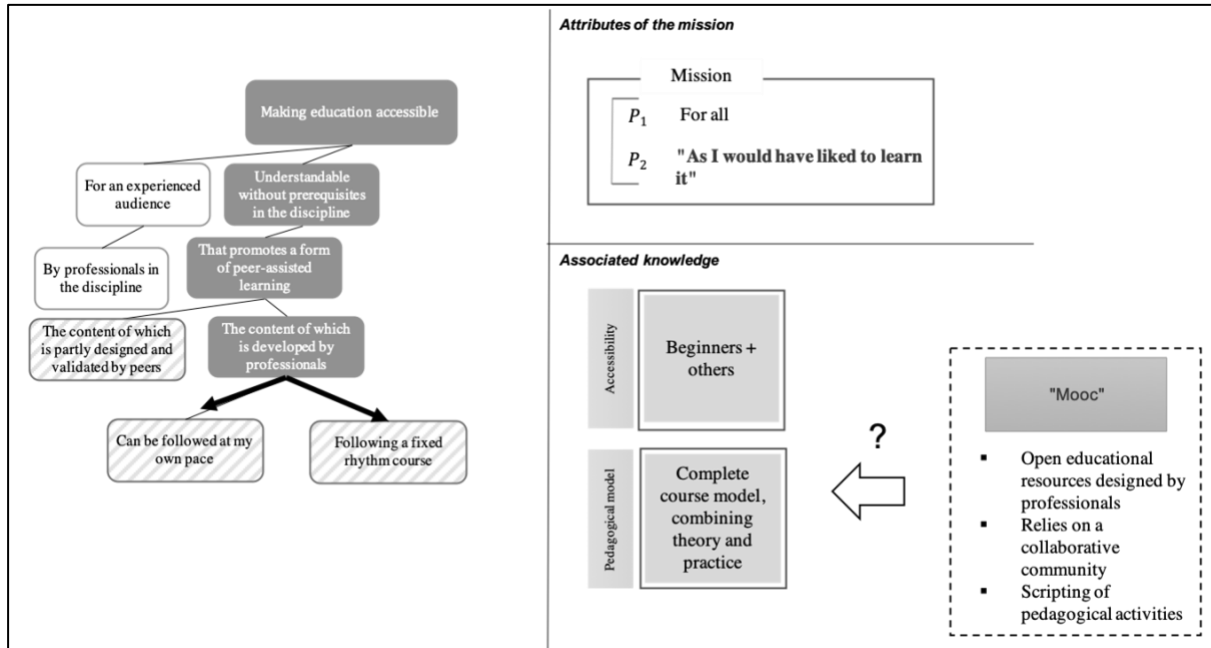 Making education accessible
For an experienced
audience
Understandable
without prerequisites
in the discipline
By professionals in
the discipline
That promotes a form
of peer-assisted
learning
The content of which
is partly designed and
validated by peers
The content of which
is developed by
professionals
Can be followed at my
own pace
Following a fixed
rhythm course
Attributes of the mission
Mission
P1 For all
P2 "As I would have liked to learn
it"
Associated knowledge
Accessibility
Beginners +
others
Pedagogical model
Complete
course model,
combining
theory and
practice
?
"Mooc"
▪ Open educational
resources designed by
professionals
▪ Relies on a
collaborative
community
▪ Scripting of
pedagogical activities